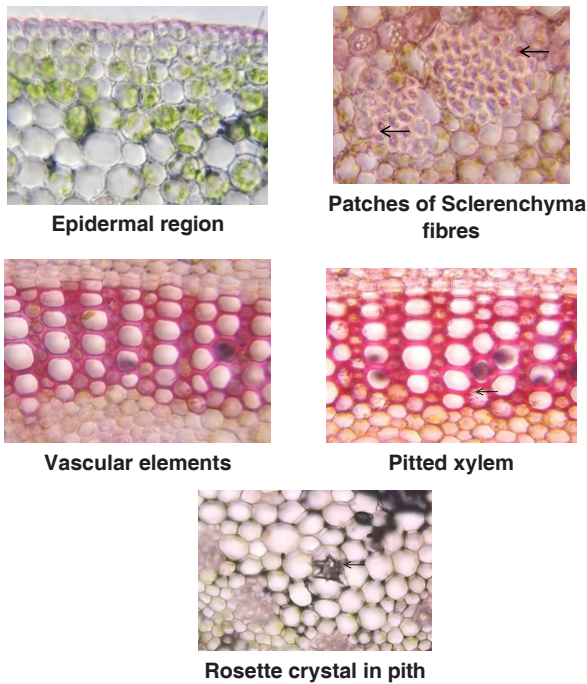 Epidermal region
Patches of Sclerenchyma
fibres
Vascular elements
Pitted xylem
Rosette crystal in pith